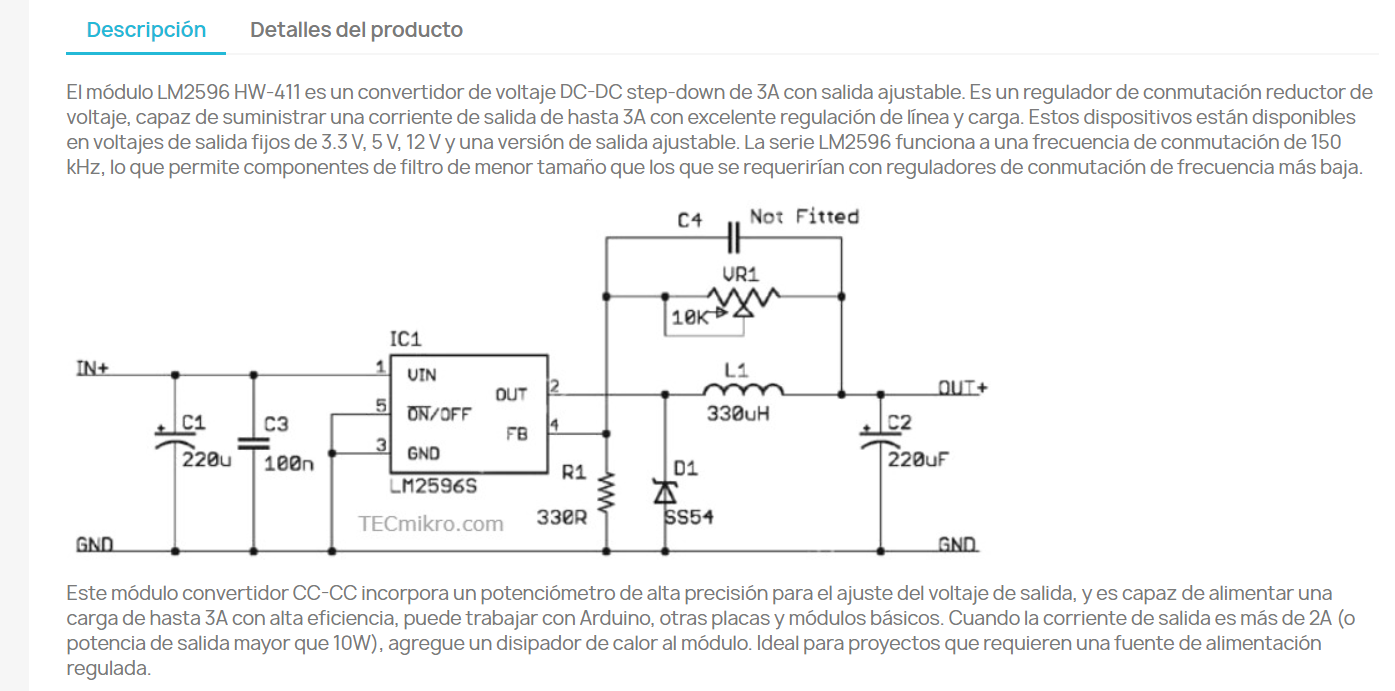 Descripción Detalles del producto
El módulo LM2596 HW-411 es un convertidor de voltaje DC-DC step-down de 3A con salida ajustable. Es un regulador de conmutación reductor de
voltaje, capaz de suministrar una corriente de salida de hasta 3A con excelente regulación de línea y carga. Estos dispositivos están disponibles
en voltajes de salida fijos de 3.3 V, 5 V, 12 V y una versión de salida ajustable. La serie LM2596 funciona a una frecuencia de conmutación de 150
kHz, lo que permite componentes de filtro de menor tamaño que los que se requerirían con reguladores de conmutación de frecuencia más baja.
C4 Not Fitted
VR1
10K
IC1
IN+ 1 VIN
OUT 2
L1
OUT+
5 ON/OFF
330uH
C1
220u
C3
100n
FB 4
C2
220uF
3 GND
LM2596S
R1
330R
D1
SS54
TECmikro.com
GND GND
Este módulo convertidor CC-CC incorpora un potenciómetro de alta precisión para el ajuste del voltaje de salida, y es capaz de alimentar una
carga de hasta 3A con alta eficiencia, puede trabajar con Arduino, otras placas y módulos básicos. Cuando la corriente de salida es más de 2A (o
potencia de salida mayor que 10W), agregue un disipador de calor al módulo. Ideal para proyectos que requieren una fuente de alimentación
regulada.